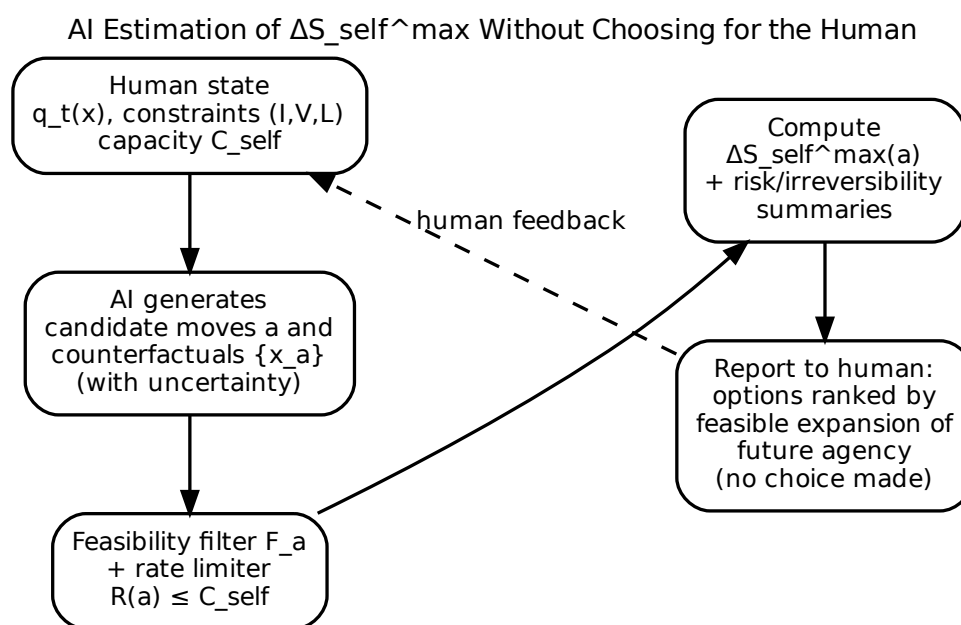 AI Estimation of ΔS_self^max Without Choosing for the Human
Human state
q_t(x), constraints (I,V,L)
capacity C_self
AI generates
candidate moves a and
counterfactuals {x_a}
(with uncertainty)
Feasibility filter F_a
+ rate limiter
R(a) ≤ C_self
human feedback
Compute
ΔS_self^max(a)
+ risk/irreversibility
summaries
Report to human:
options ranked by
feasible expansion of
future agency
(no choice made)